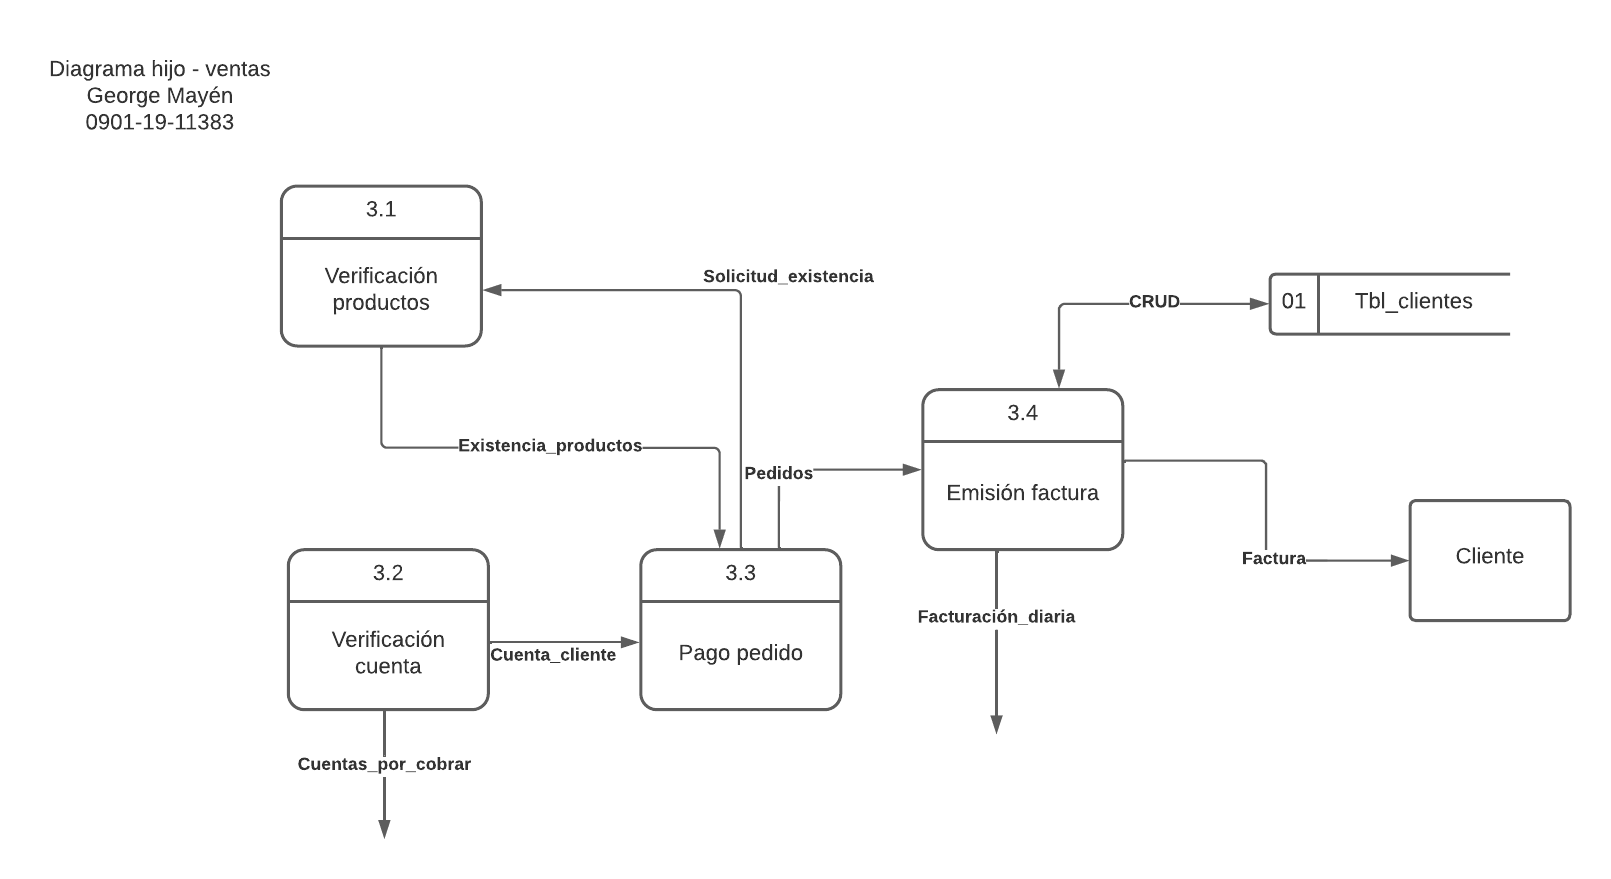 Diagrama hijo - ventas
George Mayén
0901-19-11383
3.1
Verificación
productos
Solicitud_existencia
CRUD
01
Tbl_clientes
3.4
Emisión factura
Existencia_productos
Pedidos
Factura
Cliente
3.2
Verificación
cuenta
Cuenta_cliente
3.3
Pago pedido
Facturación_diaria
Cuentas_por_cobrar